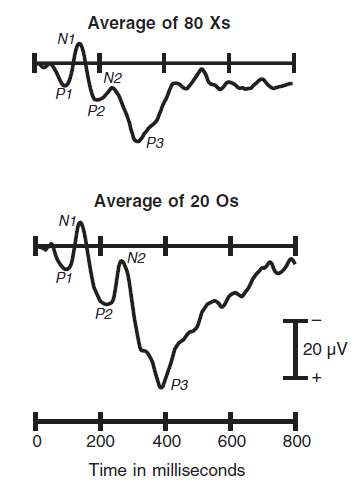 Average of 80 Xs
N1
N2
P1
P2
P3
Average of 20 Os
N1
N2
P1
P2
P3
−
20 µV
+
0 200 400 600 800
Time in milliseconds